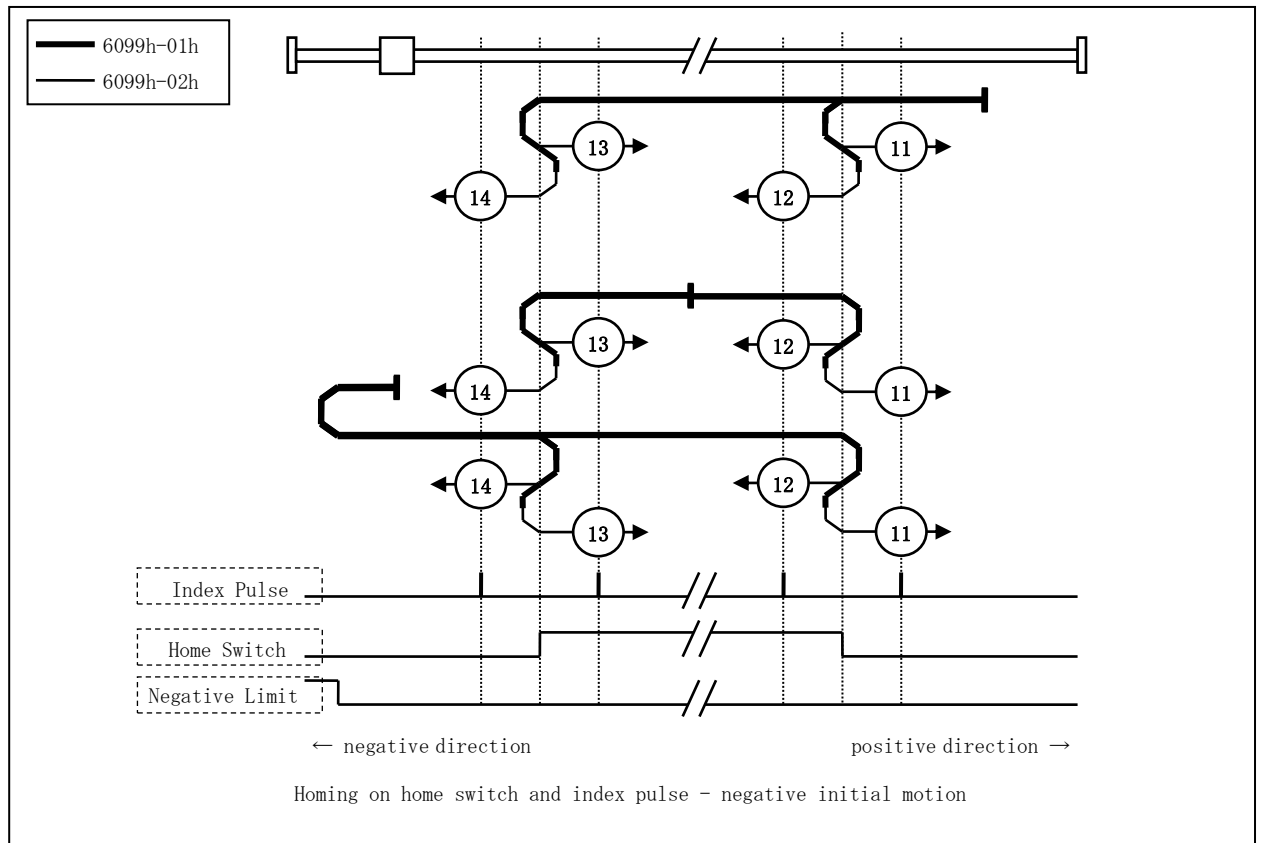 6099h-01h
6099h-02h
13
11
14
12
13
12
14
11
14
12
13
11
Index Pulse
Home Switch
Negative Limit
← negative direction
positive direction →
Homing on home switch and index pulse - negative initial motion